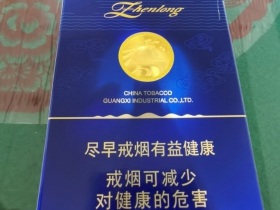 Zhenlong
CHINA TOBACCO
GUANGXI INDUSTRIAL CO.,LTD.
尽早戒烟有益健康
戒烟可减少
对健康的危害